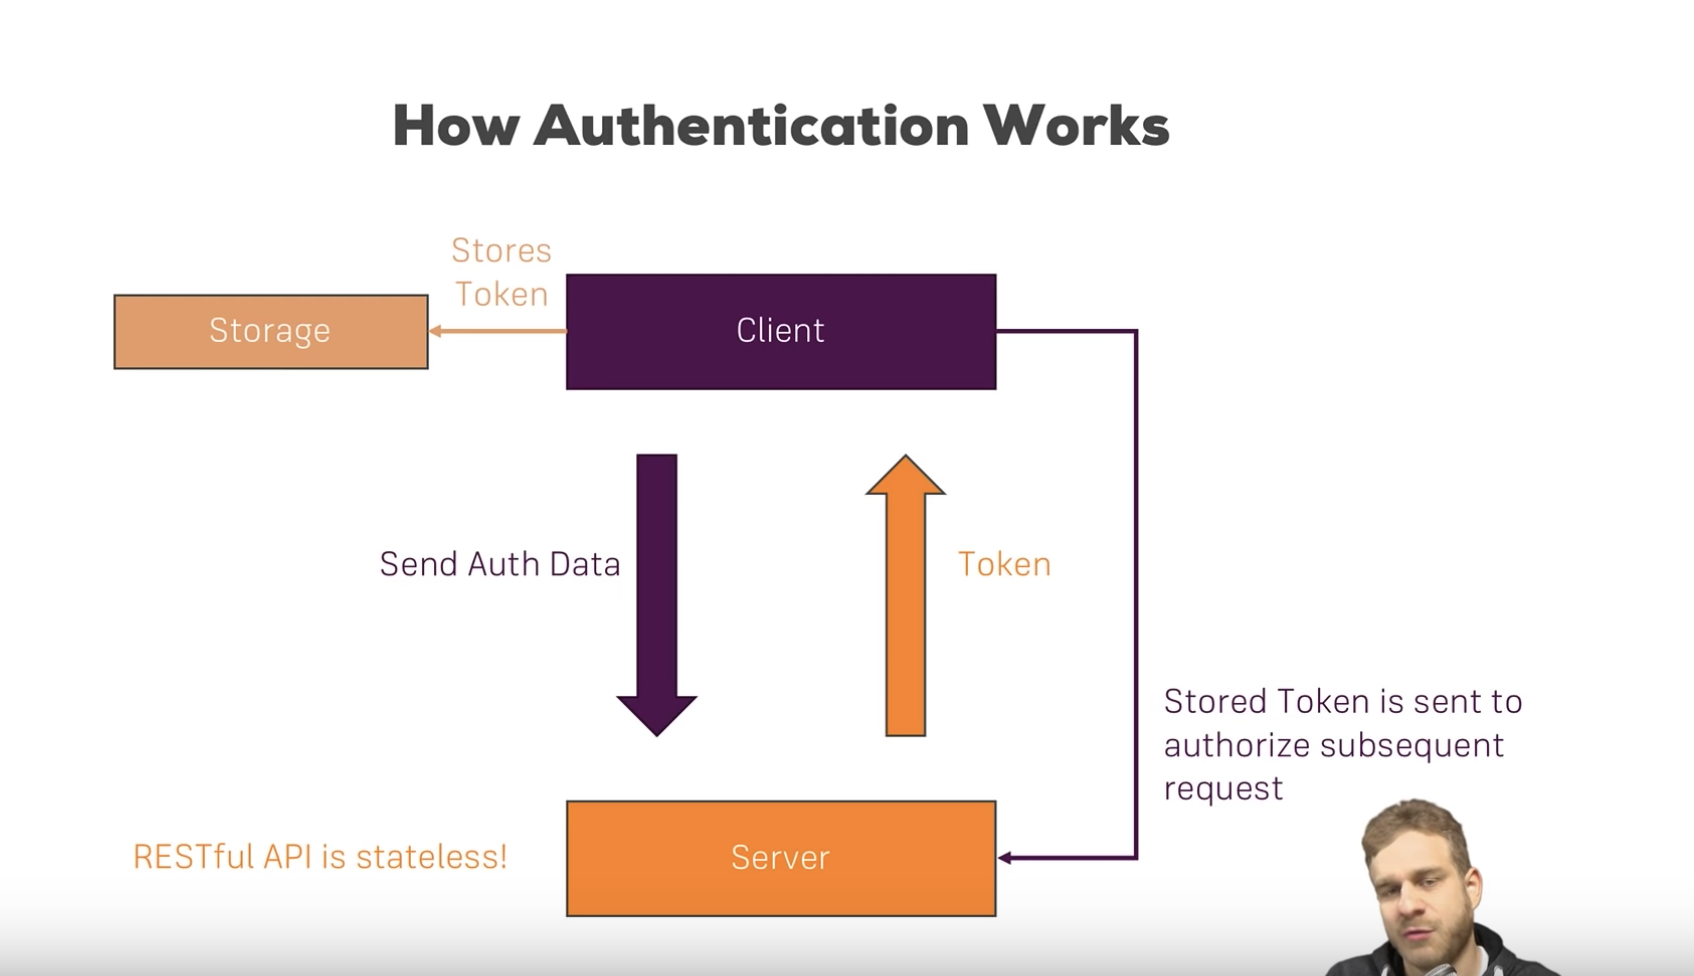 How Authentication Works
Stores
Token
Storage
Client
Send Auth Data
Token
Stored Token is sent to
authorize subsequent
request
RESTful API is stateless!
Server